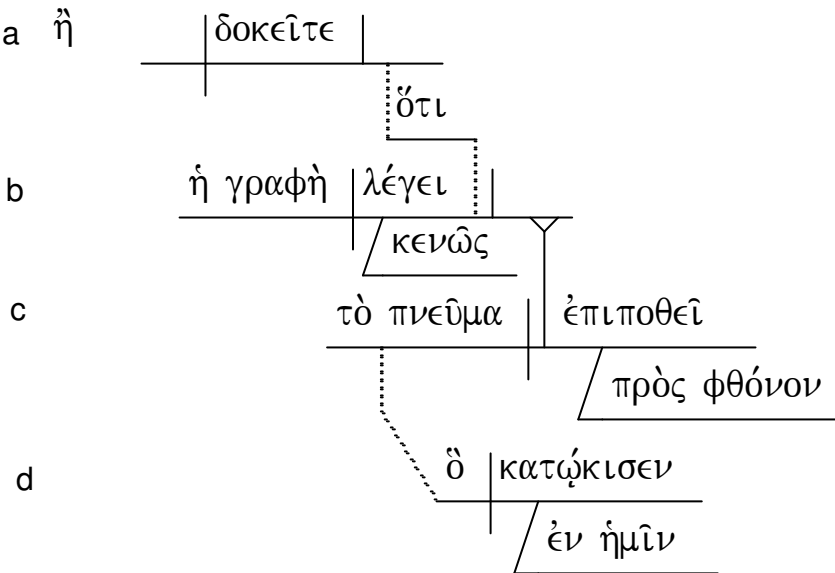 a ἢ δοκεῖτε
ὅτι
b ἡ γραφὴ λέγει
κενῶς
c τὸ πνεῦμα ἐπιποθεῖ
πρὸς φθόνον
d ὃ κατῴκισεν
ἐν ἡμῖν